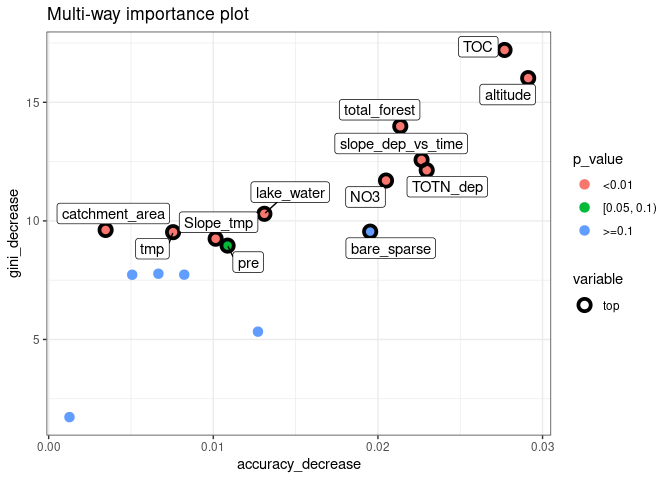 Multi-way importance plot
TOC
altitude
total_forest
slope_dep_vs_time
TOTN_dep
NO3
lake_water
catchment_area
Slope_tmp
tmp
pre
bare_sparse
15
10
5
gini_decrease
0.00
0.01
0.02
0.03
accuracy_decrease
p_value
<0.01
[0.05, 0.1)
>=0.1
variable
top